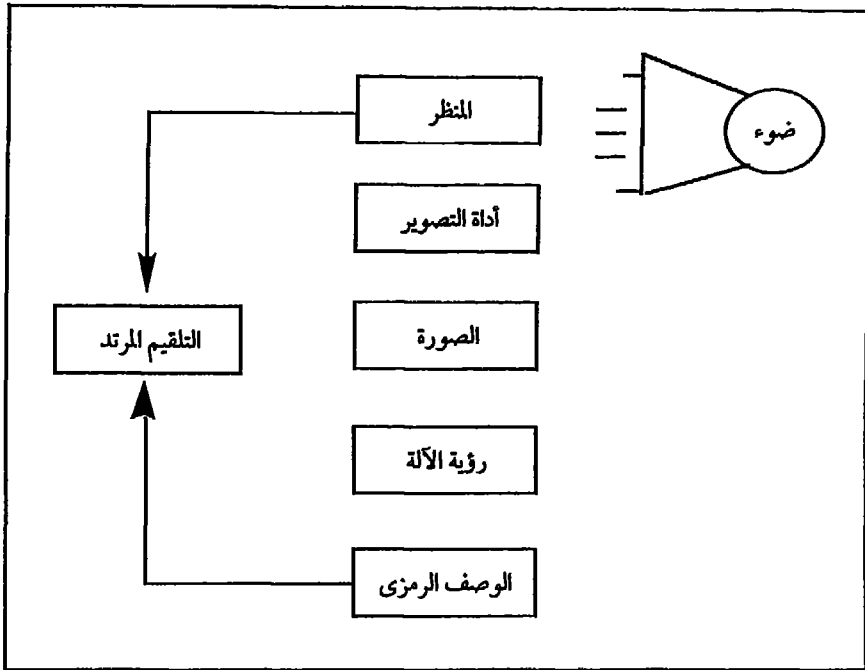 ضوء
المنظر
أداة التصوير
الصورة
التلقيم المرتد
رؤية الآلة
الوصف الرمزى